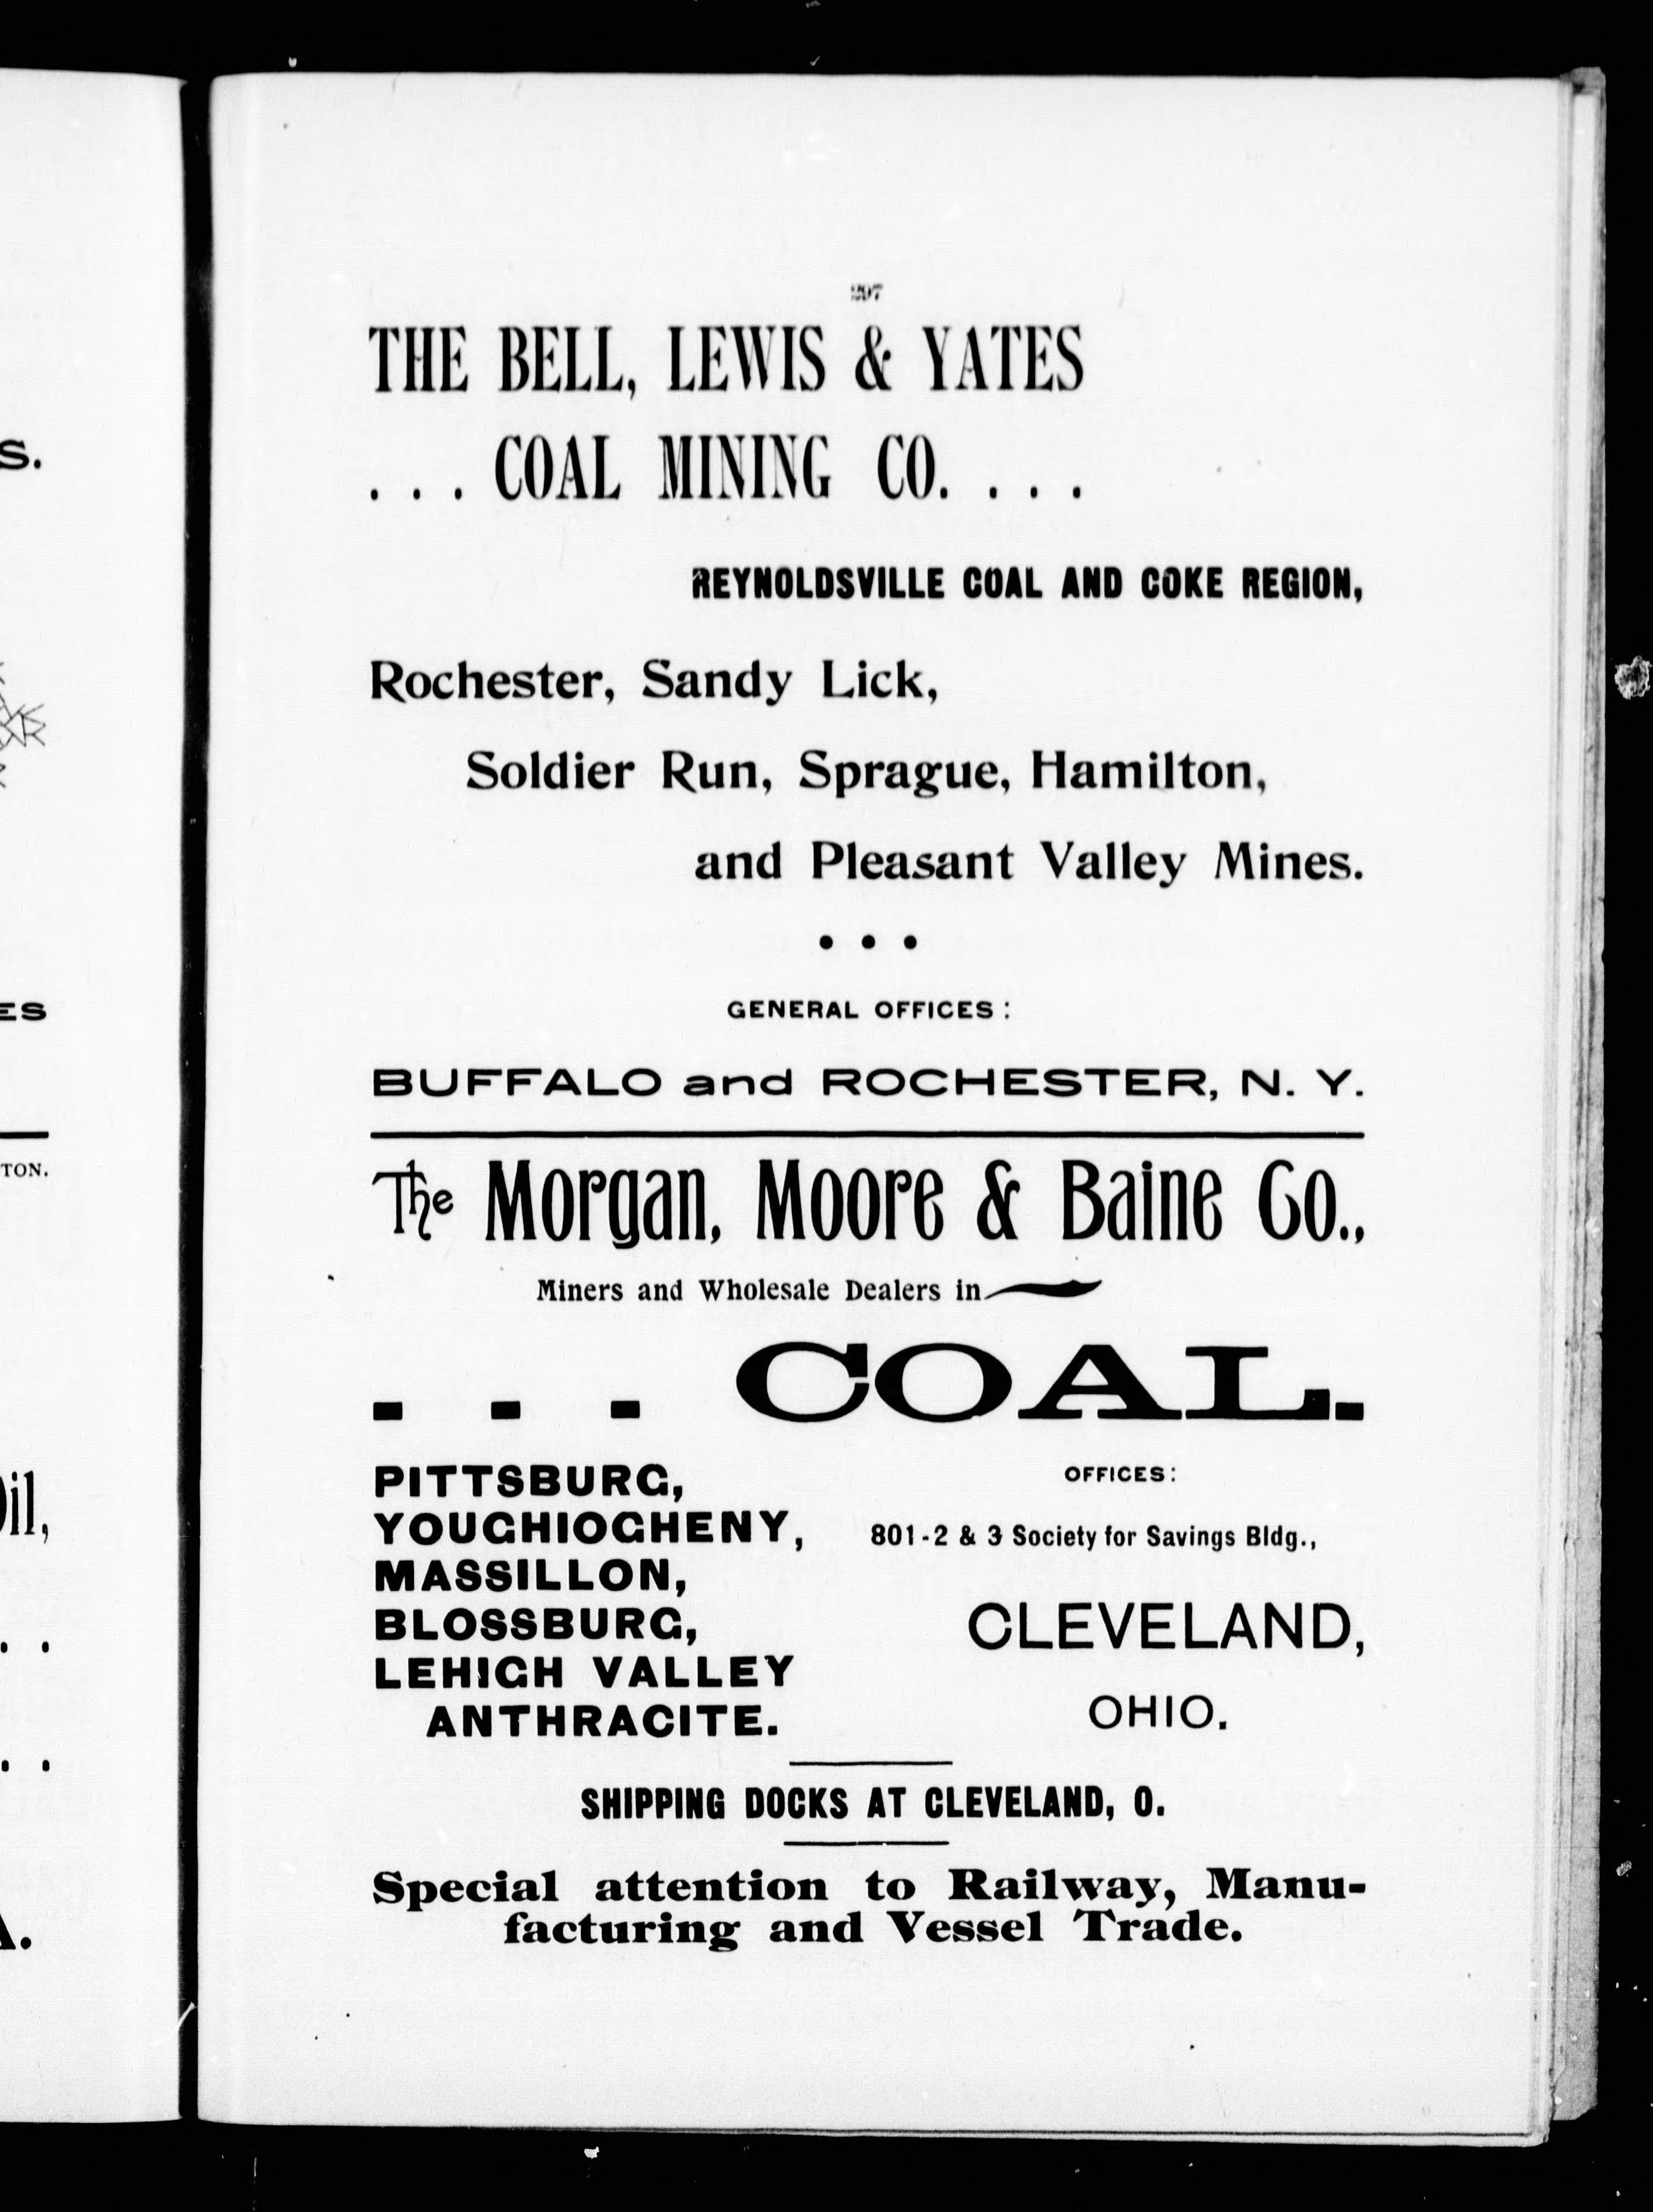 297
THE BELL, LEWIS & YATES
. . . COAL MINING CO. . . .
REYNOLDSVILLE COAL AND COKE REGION,
Rochester, Sandy Lick,
Soldier Run, Sprague, Hamilton,
and Pleasant Valley Mines.
• • •
GENERAL OFFICES:
BUFFALO and ROCHESTER, N. Y.
The Morgan, Moore & Baine Co.,
Miners and Wholesale Dealers in
. . . COAL.
PITTSBURG,
YOUGHIOGHENY,
MASSILLON,
BLOSSBURG,
LEHIGH VALLEY
ANTHRACITE.
OFFICES:
801-2 & 3 Society for Savings Bldg.,
CLEVELAND,
OHIO.
SHIPPING DOCKS AT CLEVELAND, O.
Special attention to Railway, Manu-
facturing and Vessel Trade.